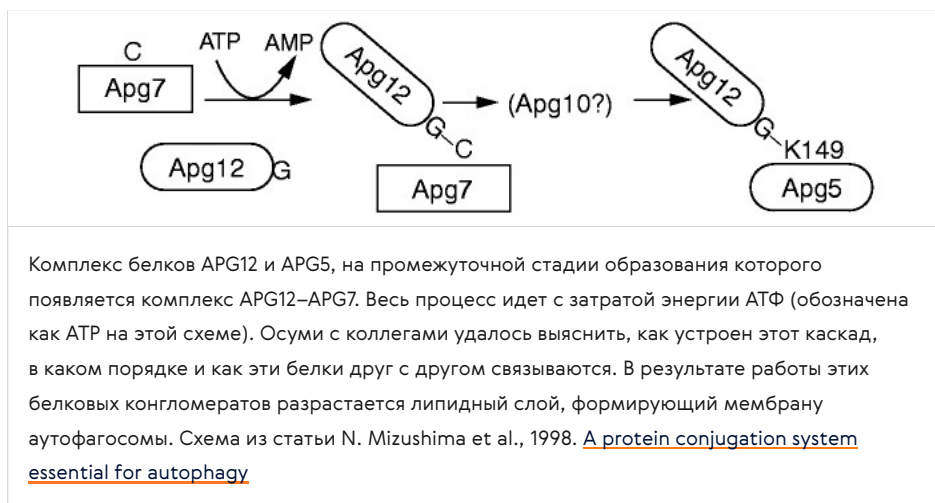 C
Apg7
ATP AMP
Apg12 G
Apg12
G
C
Apg7
(Apg10?)
Apg12
G
K149
Apg5
Комплекс белков APG12 и APG5, на промежуточной стадии образования которого
появляется комплекс APG12–APG7. Весь процесс идет с затратой энергии АТФ (обозначена
как ATP на этой схеме). Осуми с коллегами удалось выяснить, как устроен этот каскад,
в каком порядке и как эти белки друг с другом связываются. В результате работы этих
белковых конгломератов разрастается липидный слой, формирующий мембрану
аутофагосомы. Схема из статьи N. Mizushima et al., 1998. A protein conjugation system
essential for autophagy